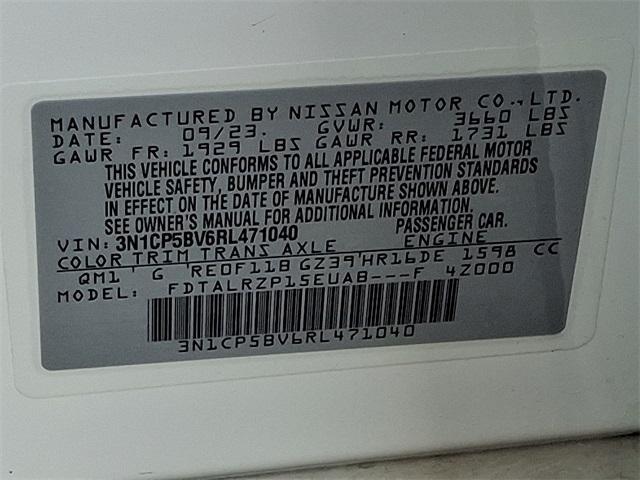 MANUFACTURED BY NISSAN MOTOR CO., LTD.
DATE: 09/23. GVWR: 3660 LBS
GAWR FR: 1929 LBS GAWR RR: 1731 LBS
THIS VEHICLE CONFORMS TO ALL APPLICABLE FEDERAL MOTOR
VEHICLE SAFETY, BUMPER AND THEFT PREVENTION STANDARDS
IN EFFECT ON THE DATE OF MANUFACTURE SHOWN ABOVE.
SEE OWNER'S MANUAL FOR ADDITIONAL INFORMATION.
VIN: 3N1CP5BV6RL471040 PASSENGER CAR.
COLOR TRIM TRANS AXLE ENGINE
QM1 ' G ' RE0F11B GZ39 ' HR16DE 1598 CC
MODEL: FDTALRZP15EUAB---F 4Z000
3N1CP5BV6RL471040